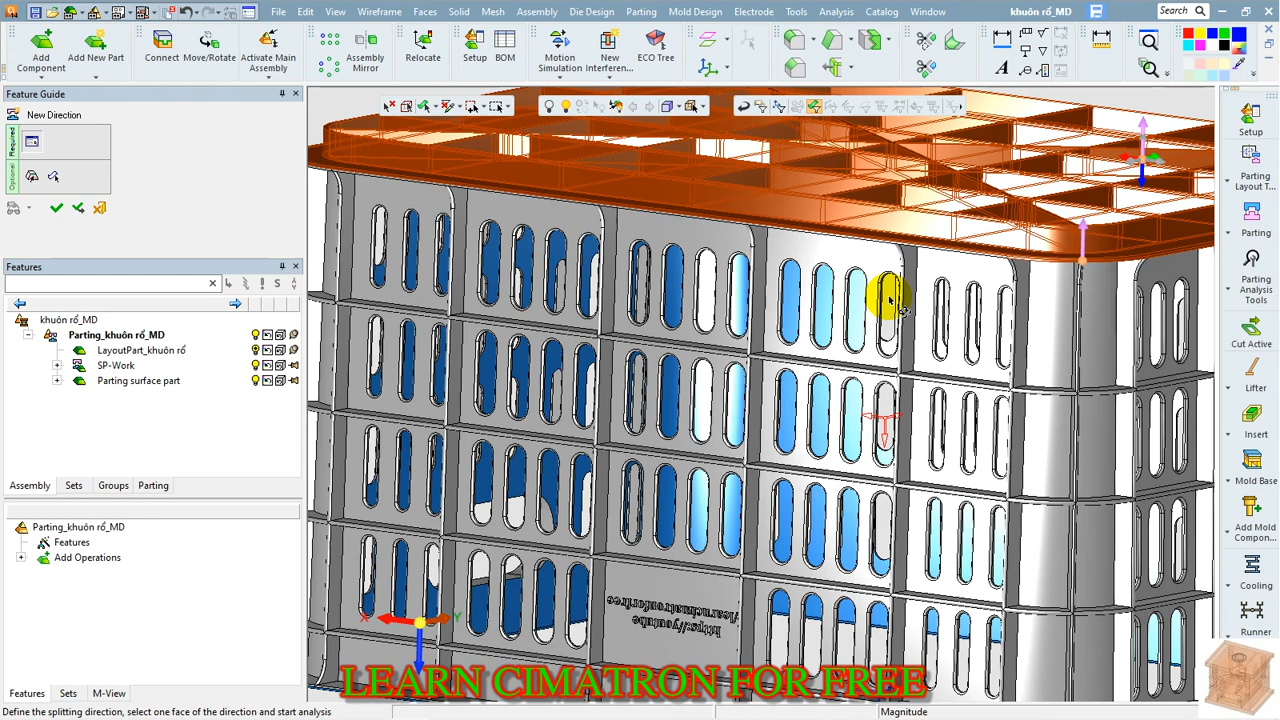 File Edit View Wireframe Faces Solid Mesh Assembly Die Design Parting Mold Design Electrode Tools Analysis Catalog Window khuôn rổ_MD Search
Add Component
Add New Part
Connect
Move/Rotate
Activate Main Assembly
Assembly Mirror
Relocate
Setup
BOM
Motion Simulation
New Interferen...
ECO Tree
Feature Guide
New Direction
Required
Optional
Features
khuôn rổ_MD
Parting_khuôn rổ_MD
LayoutPart_khuôn rổ
SP-Work
Parting surface part
Assembly Sets Groups Parting
Parting_khuôn rổ_MD
Features
Add Operations
Features Sets M-View
Define the splitting direction, select one face of the direction and start analysis
Magnitude
X
Y
https://youtube
/learncimatronforfree
LEARN CIMATRON FOR FREE
Setup
Parting Layout T...
Parting
Parting Analysis Tools
Cut Active
Lifter
Insert
Mold Base
Add Mold Compon...
Cooling
Runner